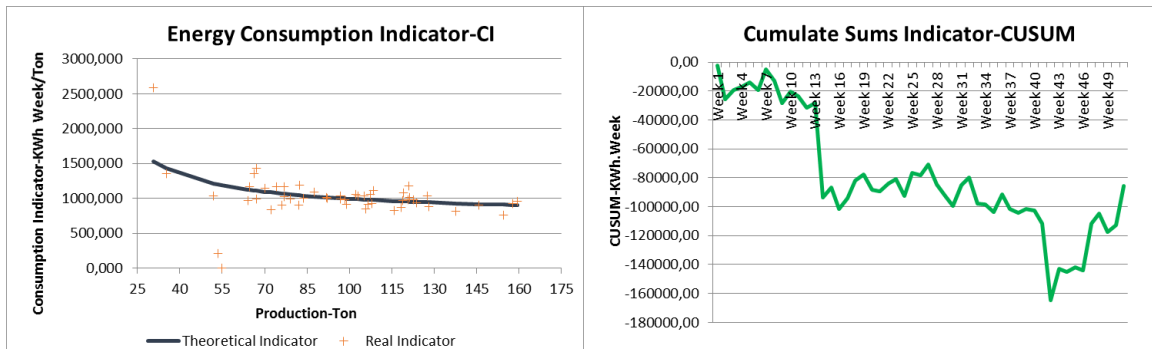 Energy Consumption Indicator-CI
Consumption Indicator-KWh Week/Ton
3000,000
2500,000
2000,000
1500,000
1000,000
500,000
0,000
25 40 55 70 85 100 115 130 145 160 175
Production-Ton
Theoretical Indicator Real Indicator
Cumulate Sums Indicator-CUSUM
CUSUM-KWh.Week
0,00
-20000,00
-40000,00
-60000,00
-80000,00
-100000,00
-120000,00
-140000,00
-160000,00
-180000,00
Week 1
Week 4
Week 7
Week 10
Week 13
Week 16
Week 19
Week 22
Week 25
Week 28
Week 31
Week 34
Week 37
Week 40
Week 43
Week 46
Week 49